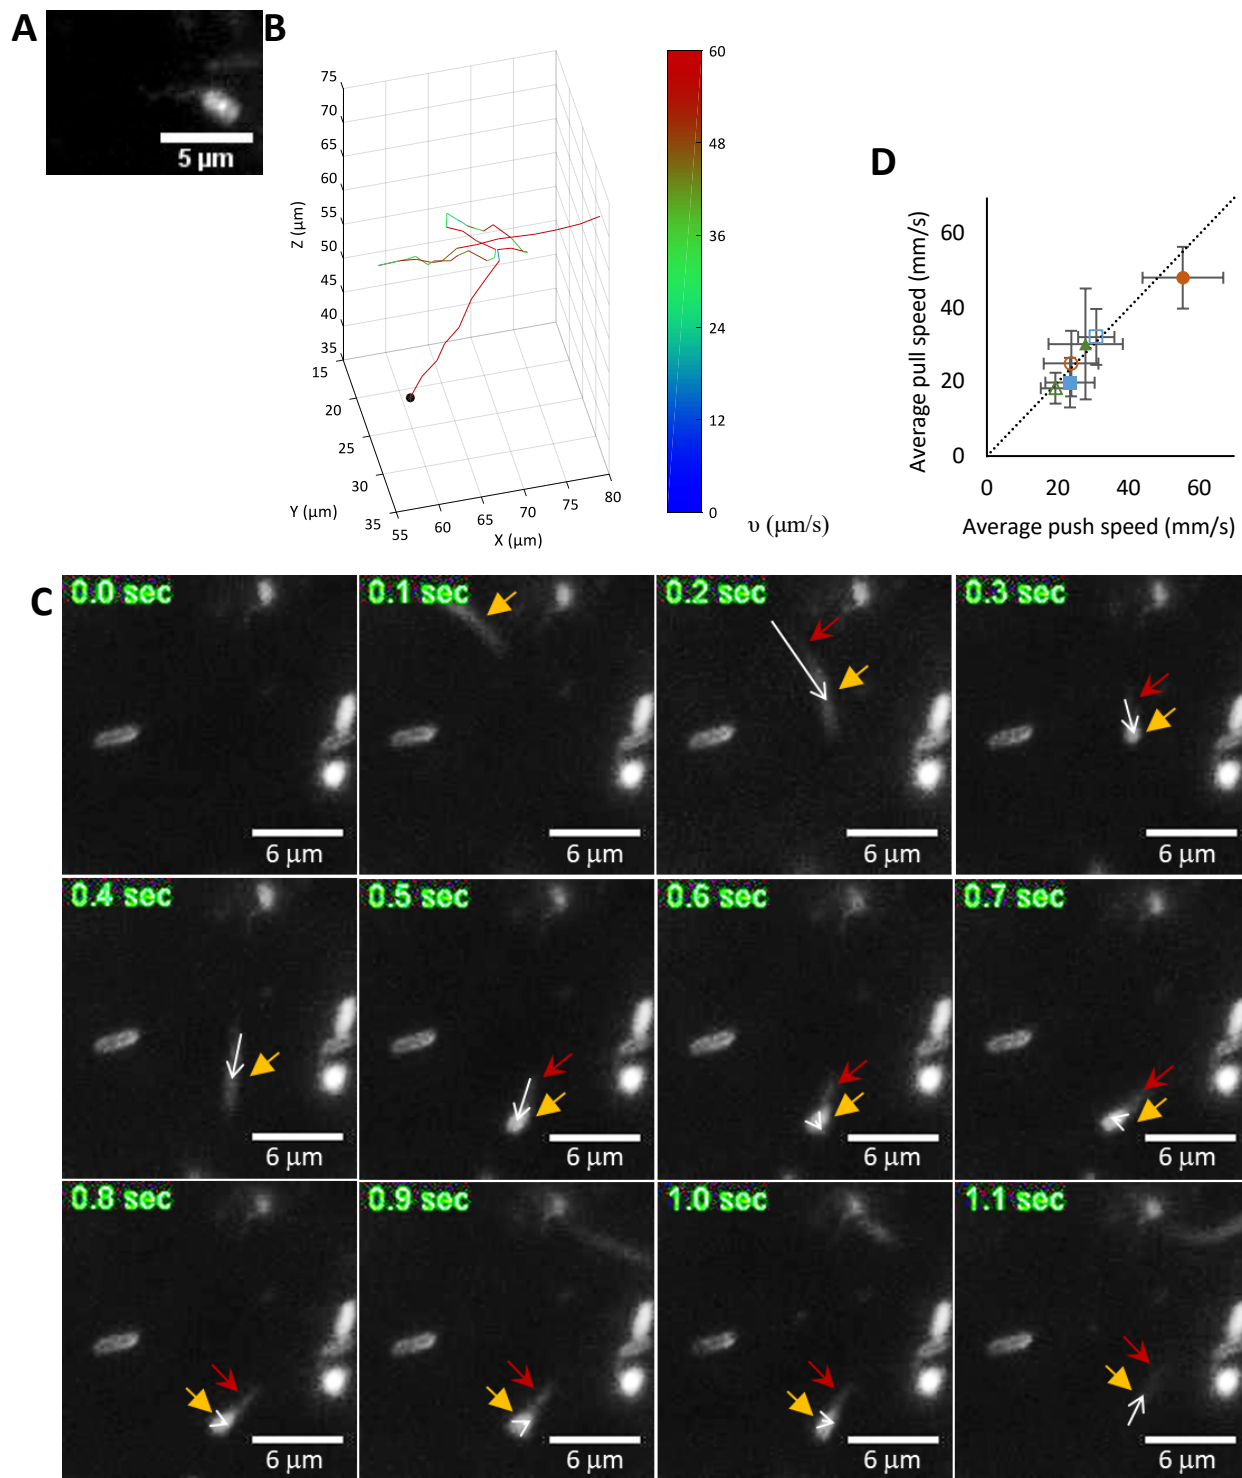 A
5 μm
B
75
70
65
60
55
50
45
40
35
Z (μm)
15
20
25
30
35
Y (μm)
55
60
65
70
75
80
X (μm)
60
48
36
24
12
0
υ (μm/s)
D
60
40
20
0
Average pull speed (mm/s)
0 20 40 60
Average push speed (mm/s)
C
0.0 sec
6 μm
0.1 sec
6 μm
0.2 sec
6 μm
0.3 sec
6 μm
0.4 sec
6 μm
0.5 sec
6 μm
0.6 sec
6 μm
0.7 sec
6 μm
0.8 sec
6 μm
0.9 sec
6 μm
1.0 sec
6 μm
1.1 sec
6 μm